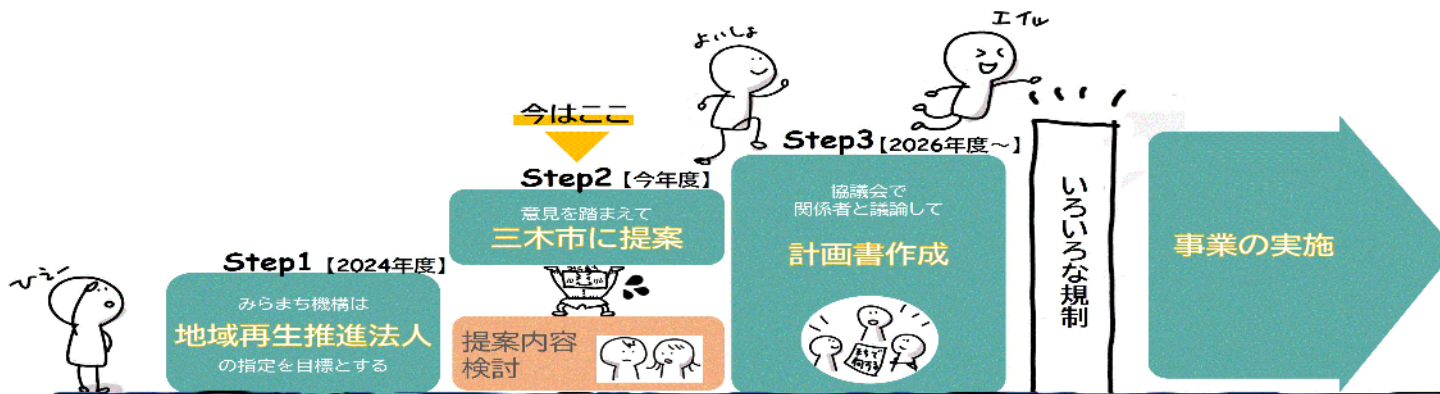 ひえー
Step1【2024年度】
みらまち機構は
地域再生推進法人
の指定を目標とする
今はここ
Step2【今年度】
意見を踏まえて
三木市に提案
提案内容
検討
よいしょ
Step3【2026年度～】
協議会で
関係者と議論して
計画書作成
エイッ
いろいろな規制
事業の実施